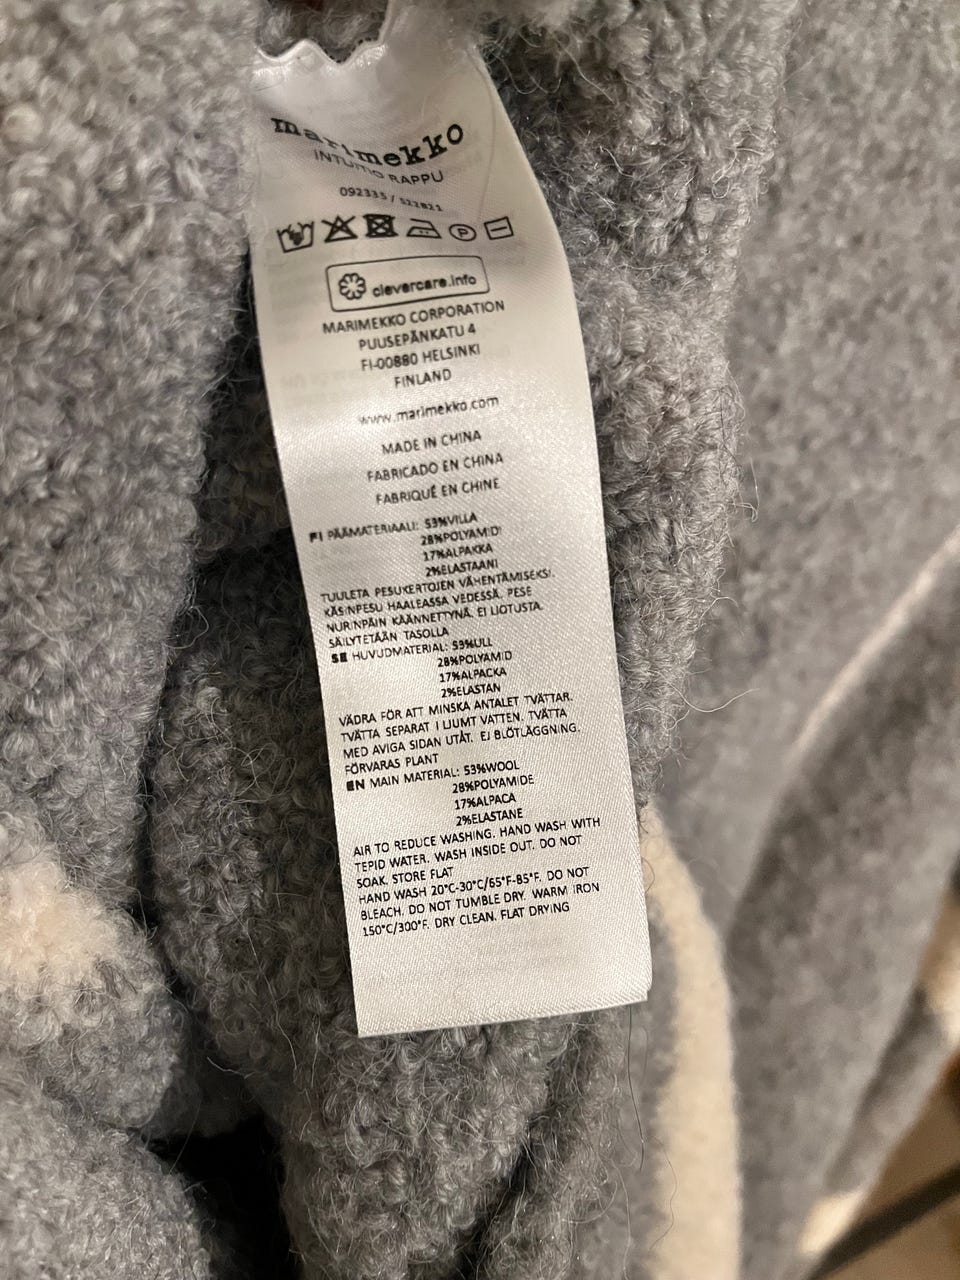 marimekko
INTUITIO RAPPU
092335 / 522821
P
clevercare.info
MARIMEKKO CORPORATION
PUUSEPÄNKATU 4
FI-00880 HELSINKI
FINLAND
www.marimekko.com
MADE IN CHINA
FABRICADO EN CHINA
FABRIQUÉ EN CHINE
FI PÄÄMATERIAALI: 53%VILLA
28%POLYAMIDI
17%ALPAKKA
2%ELASTAANI
TUULETA PESUKERTOJEN VÄHENTÄMISEKSI.
KÄSINPESU HAALEASSA VEDESSÄ. PESE
NURINPÄIN KÄÄNNETTYNÄ. EI LIOTUSTA.
SÄILYTETÄÄN TASOLLA
SE HUVUDMATERIAL: 53%ULL
28%POLYAMID
17%ALPACKA
2%ELASTAN
VÄDRA FÖR ATT MINSKA ANTALET TVÄTTAR.
TVÄTTA SEPARAT I LJUMT VATTEN. TVÄTTA
MED AVIGA SIDAN UTÅT. EJ BLÖTLÄGGNING.
FÖRVARAS PLANT
EN MAIN MATERIAL: 53%WOOL
28%POLYAMIDE
17%ALPACA
2%ELASTANE
AIR TO REDUCE WASHING. HAND WASH WITH
TEPID WATER. WASH INSIDE OUT. DO NOT
SOAK. STORE FLAT
HAND WASH 20°C-30°C/65°F-85°F. DO NOT
BLEACH. DO NOT TUMBLE DRY. WARM IRON
150°C/300°F. DRY CLEAN. FLAT DRYING